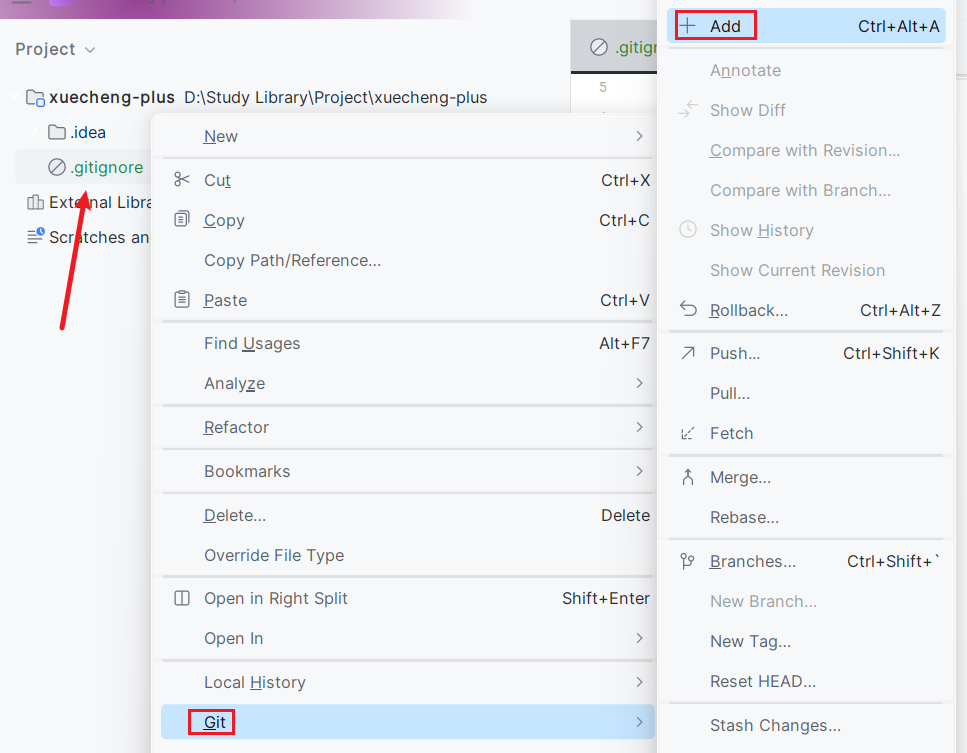 Project
xuecheng-plus D:\Study Library\Project\xuecheng-plus
.idea
.gitignore
External Libra
Scratches an
New
Cut Ctrl+X
Copy Ctrl+C
Copy Path/Reference...
Paste Ctrl+V
Find Usages Alt+F7
Analyze
Refactor
Bookmarks
Delete... Delete
Override File Type
Open in Right Split Shift+Enter
Open In
Local History
Git
.gitign
5
Add Ctrl+Alt+A
Annotate
Show Diff
Compare with Revision...
Compare with Branch...
Show History
Show Current Revision
Rollback... Ctrl+Alt+Z
Push... Ctrl+Shift+K
Pull...
Fetch
Merge...
Rebase...
Branches... Ctrl+Shift+`
New Branch...
New Tag...
Reset HEAD...
Stash Changes...